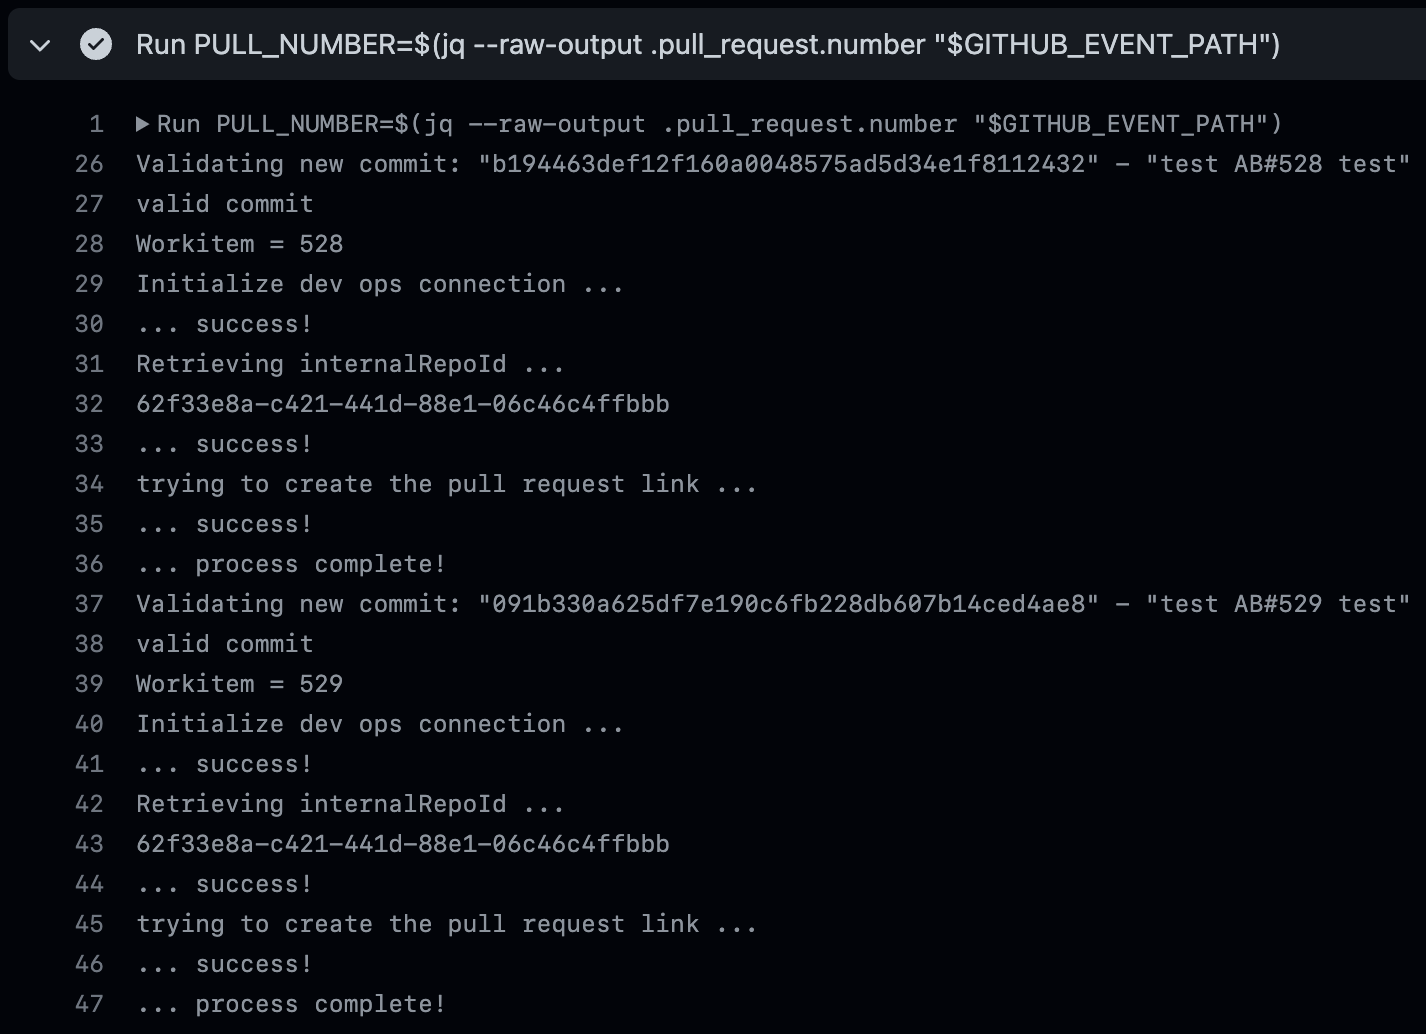 Run PULL_NUMBER=$(jq --raw-output .pull_request.number "$GITHUB_EVENT_PATH")
1 ▶Run PULL_NUMBER=$(jq --raw-output .pull_request.number "$GITHUB_EVENT_PATH")
26 Validating new commit: "b194463def12f160a0048575ad5d34e1f8112432" - "test AB#528 test"
27 valid commit
28 Workitem = 528
29 Initialize dev ops connection ...
30 ... success!
31 Retrieving internalRepoId ...
32 62f33e8a-c421-441d-88e1-06c46c4ffbbb
33 ... success!
34 trying to create the pull request link ...
35 ... success!
36 ... process complete!
37 Validating new commit: "091b330a625df7e190c6fb228db607b14ced4ae8" - "test AB#529 test"
38 valid commit
39 Workitem = 529
40 Initialize dev ops connection ...
41 ... success!
42 Retrieving internalRepoId ...
43 62f33e8a-c421-441d-88e1-06c46c4ffbbb
44 ... success!
45 trying to create the pull request link ...
46 ... success!
47 ... process complete!